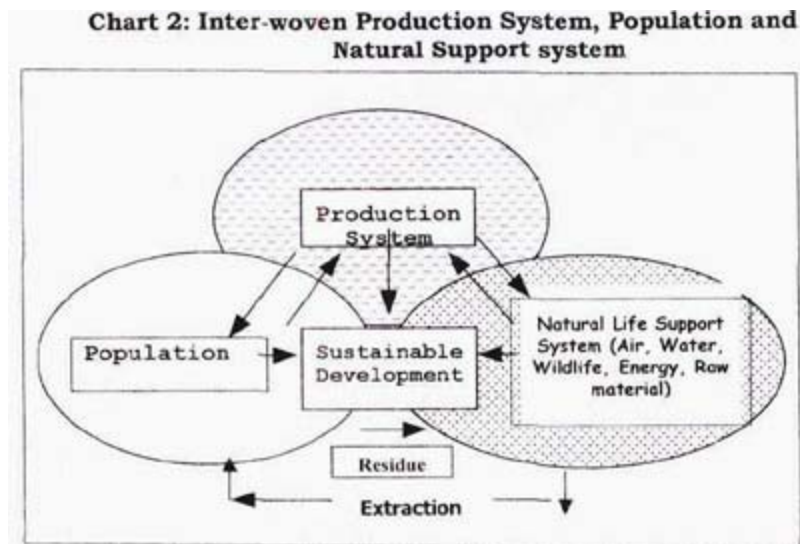 Chart 2: Inter-woven Production System, Population and
Natural Support system
Production
System
Population
Sustainable
Development
Natural Life Support
System (Air, Water,
Wildlife, Energy, Raw
material)
Residue
Extraction